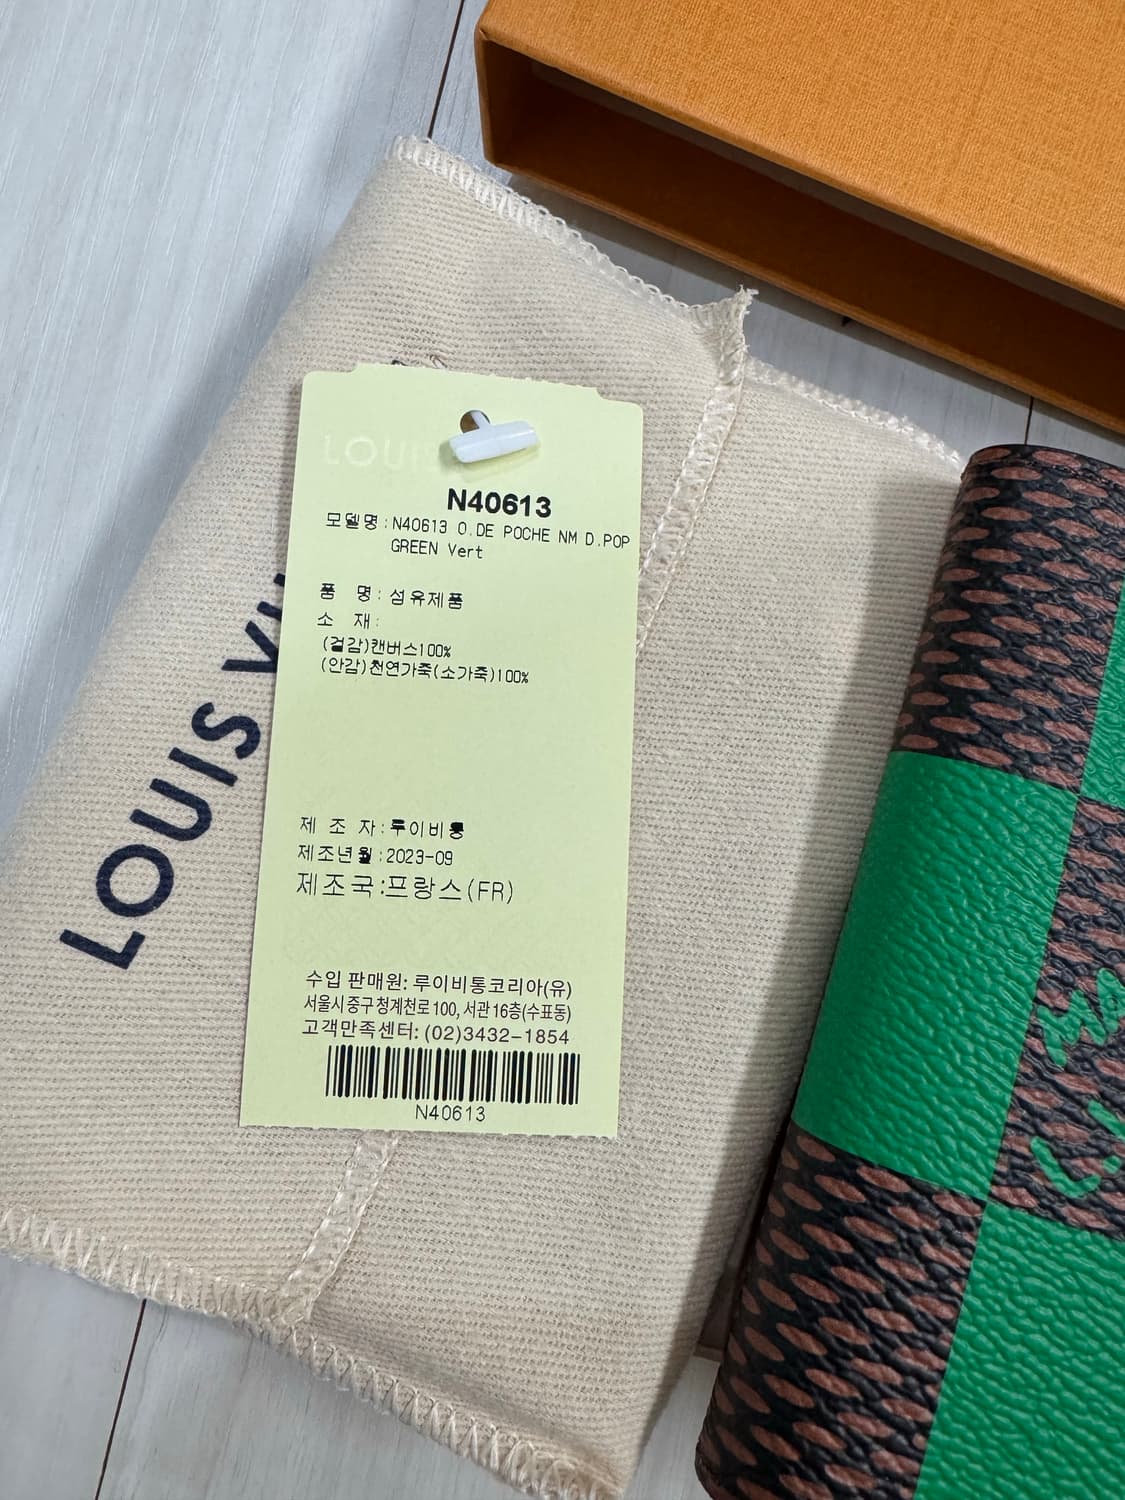 LOUIS
N40613
모델명:N40613 O.DE POCHE NM D.POP
GREEN Vert
품 명: 섬유제품
소 재:
(겉감)캔버스100%
(안감)천연가죽(소가죽)100%
제 조 자:루이비통
제조년월:2023-09
제조국:프랑스(FR)
수입 판매원: 루이비통코리아(유)
서울시 중구 청계천로 100, 서관 16층(수표동)
고객만족센터: (02)3432-1854
N40613
LOUIS VU